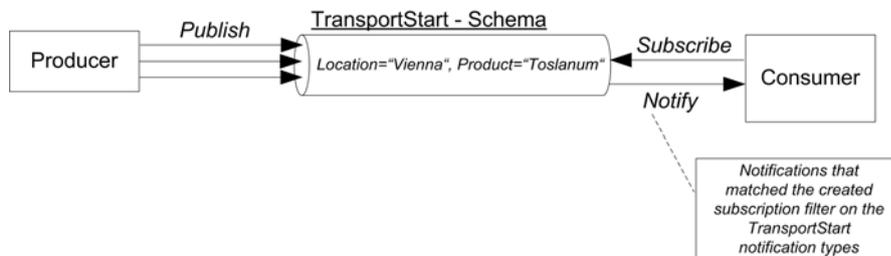 TransportStart - Schema
Publish
Producer
Location=“Vienna“, Product=“Toslanum“
Subscribe
Notify
Consumer
Notifications that
matched the created
subscription filter on the
TransportStart
notification types